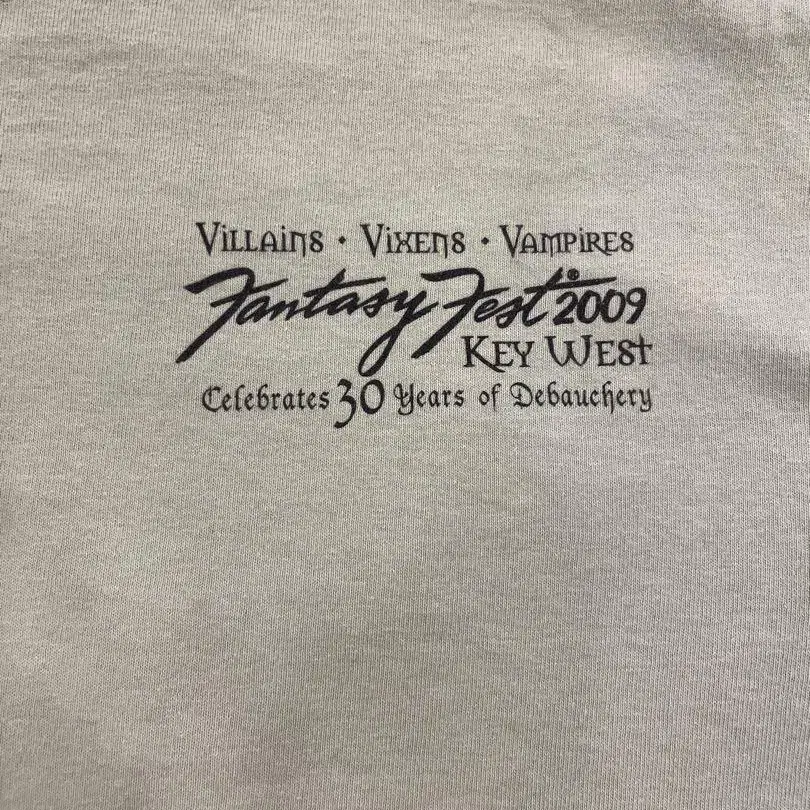 Villains • Vixens • Vampires
Fantasy Fest® 2009
Key West
Celebrates 30 Years of Debauchery